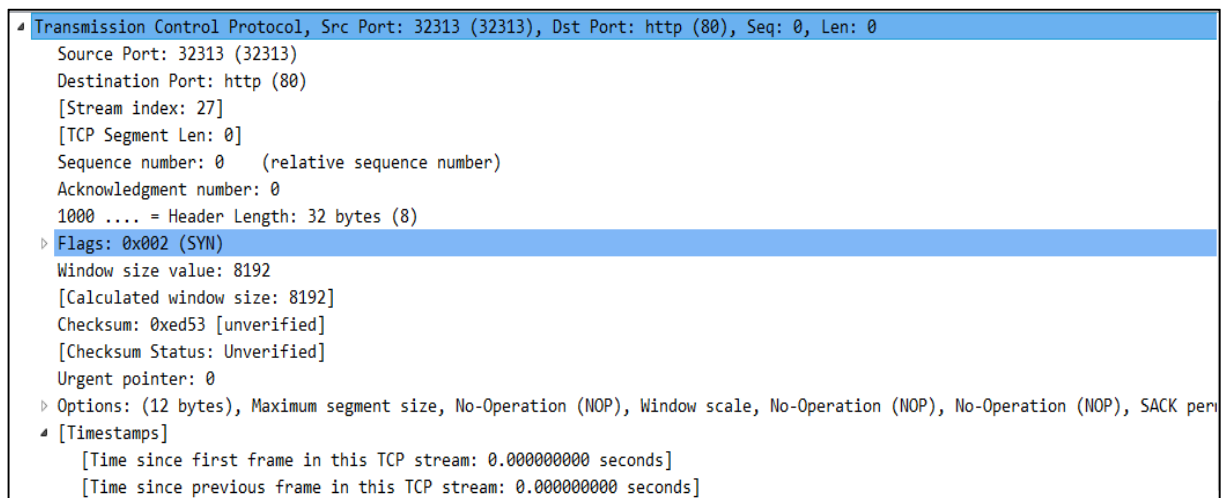 Transmission Control Protocol, Src Port: 32313 (32313), Dst Port: http (80), Seq: 0, Len: 0
Source Port: 32313 (32313)
Destination Port: http (80)
[Stream index: 27]
[TCP Segment Len: 0]
Sequence number: 0 (relative sequence number)
Acknowledgment number: 0
1000 .... = Header Length: 32 bytes (8)
Flags: 0x002 (SYN)
Window size value: 8192
[Calculated window size: 8192]
Checksum: 0xed53 [unverified]
[Checksum Status: Unverified]
Urgent pointer: 0
Options: (12 bytes), Maximum segment size, No-Operation (NOP), Window scale, No-Operation (NOP), No-Operation (NOP), SACK
[Timestamps]
[Time since first frame in this TCP stream: 0.000000000 seconds]
[Time since previous frame in this TCP stream: 0.000000000 seconds]